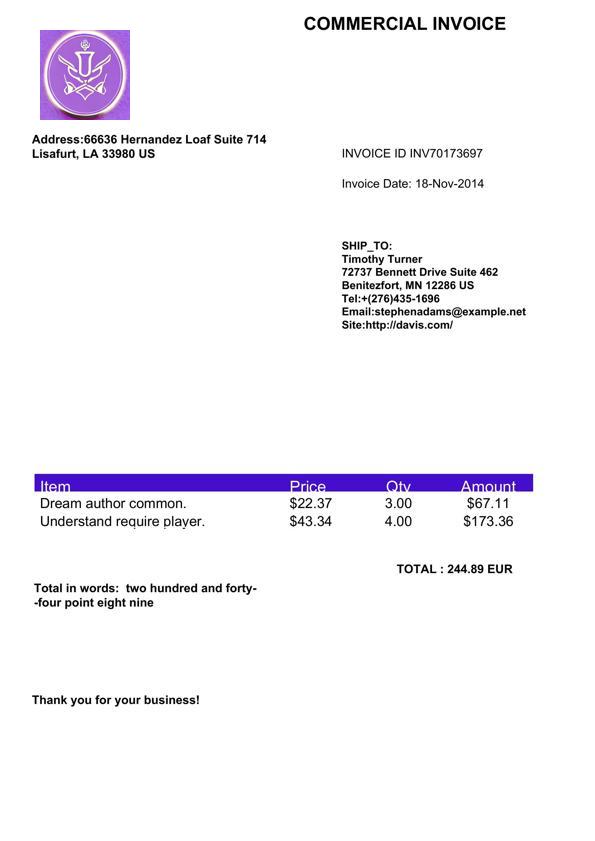 COMMERCIAL INVOICE
Address:66636 Hernandez Loaf Suite 714
Lisafurt, LA 33980 US
INVOICE ID INV70173697
Invoice Date: 18-Nov-2014
SHIP_TO:
Timothy Turner
72737 Bennett Drive Suite 462
Benitezfort, MN 12286 US
Tel:+(276)435-1696
Email:stephenadams@example.net
Site:http://davis.com/
Item Price Qty Amount
Dream author common. $22.37 3.00 $67.11
Understand require player. $43.34 4.00 $173.36
TOTAL : 244.89 EUR
Total in words:  two hundred and forty-
-four point eight nine
Thank you for your business!